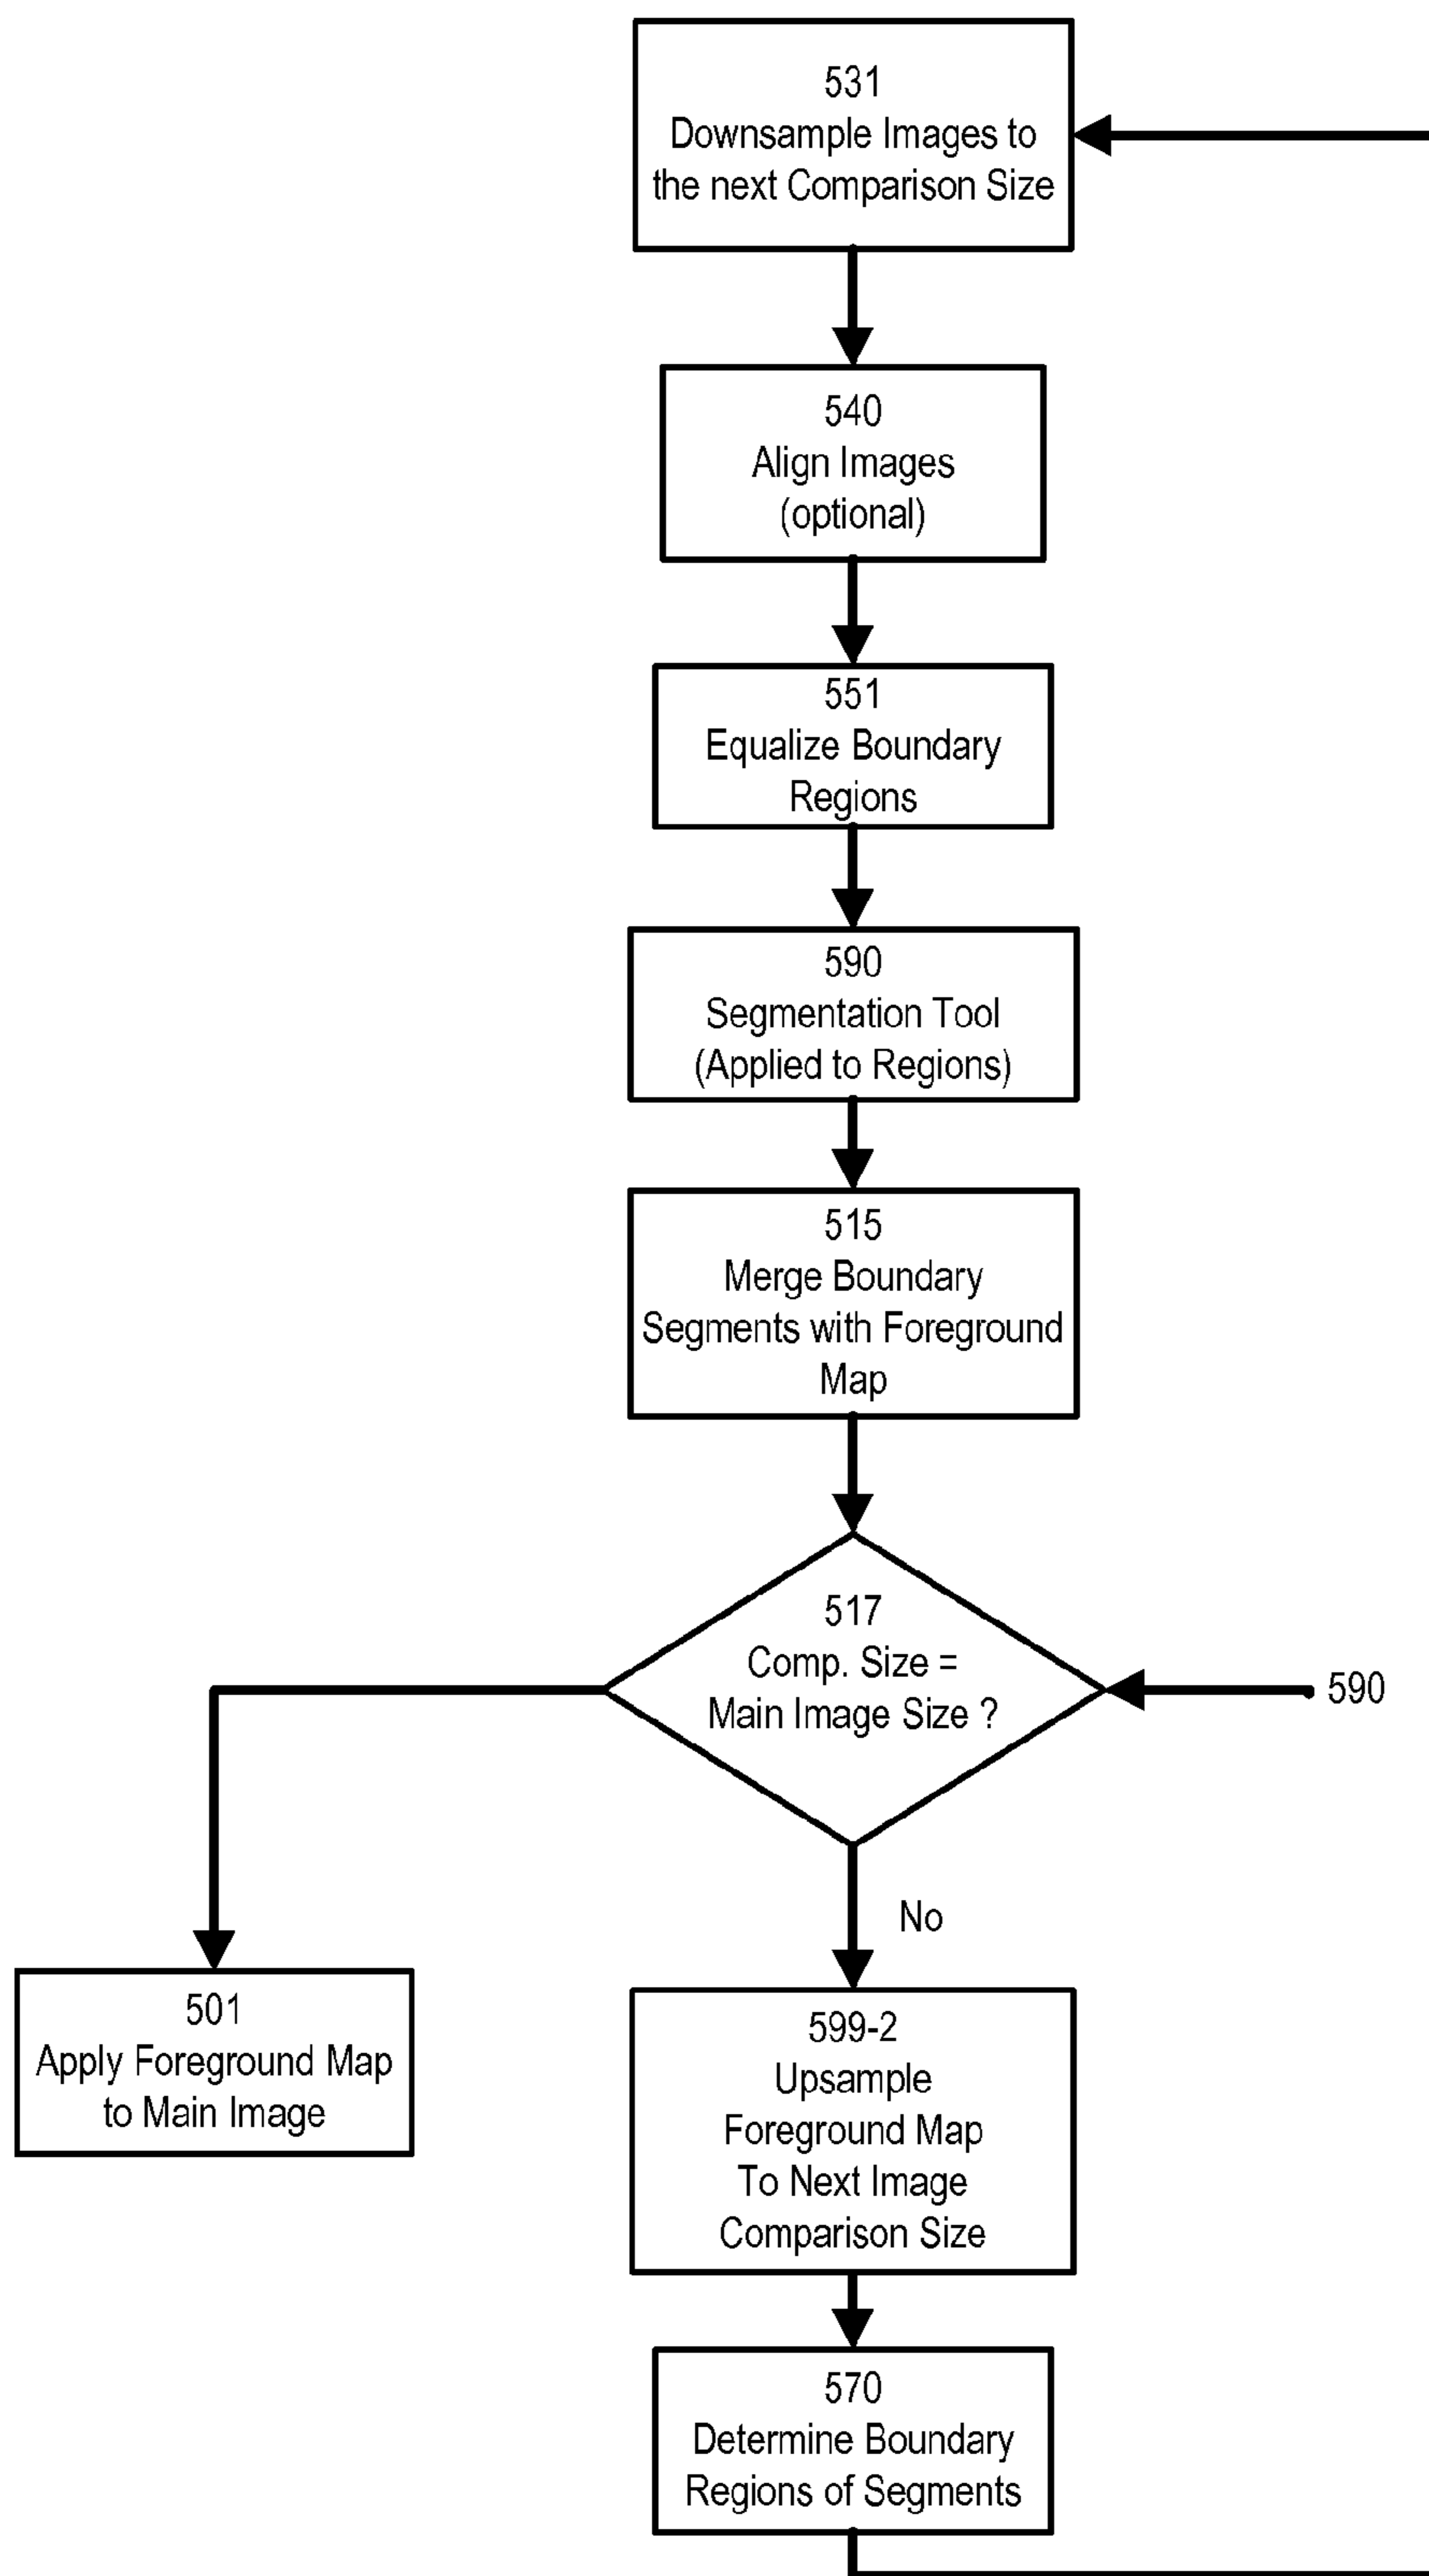 531
Downsample Images to
the next Comparison Size
540
Align Images
(optional)
551
Equalize Boundary
Regions
590
Segmentation Tool
(Applied to Regions)
515
Merge Boundary
Segments with Foreground
Map
517
Comp. Size =
Main Image Size ?
590
No
501
Apply Foreground Map
to Main Image
599-2
Upsample
Foreground Map
To Next Image
Comparison Size
570
Determine Boundary
Regions of Segments